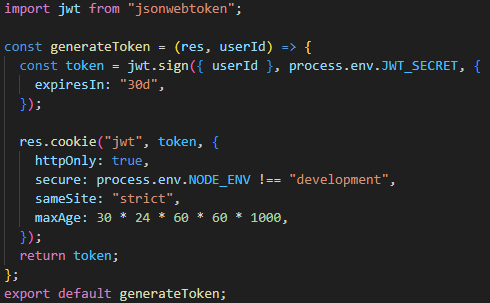 import jwt from "jsonwebtoken";
const generateToken = (res, userId) => {
  const token = jwt.sign({ userId }, process.env.JWT_SECRET, {
    expiresIn: "30d",
  });
  res.cookie("jwt", token, {
    httpOnly: true,
    secure: process.env.NODE_ENV !== "development",
    sameSite: "strict",
    maxAge: 30 * 24 * 60 * 60 * 1000,
  });
  return token;
};
export default generateToken;